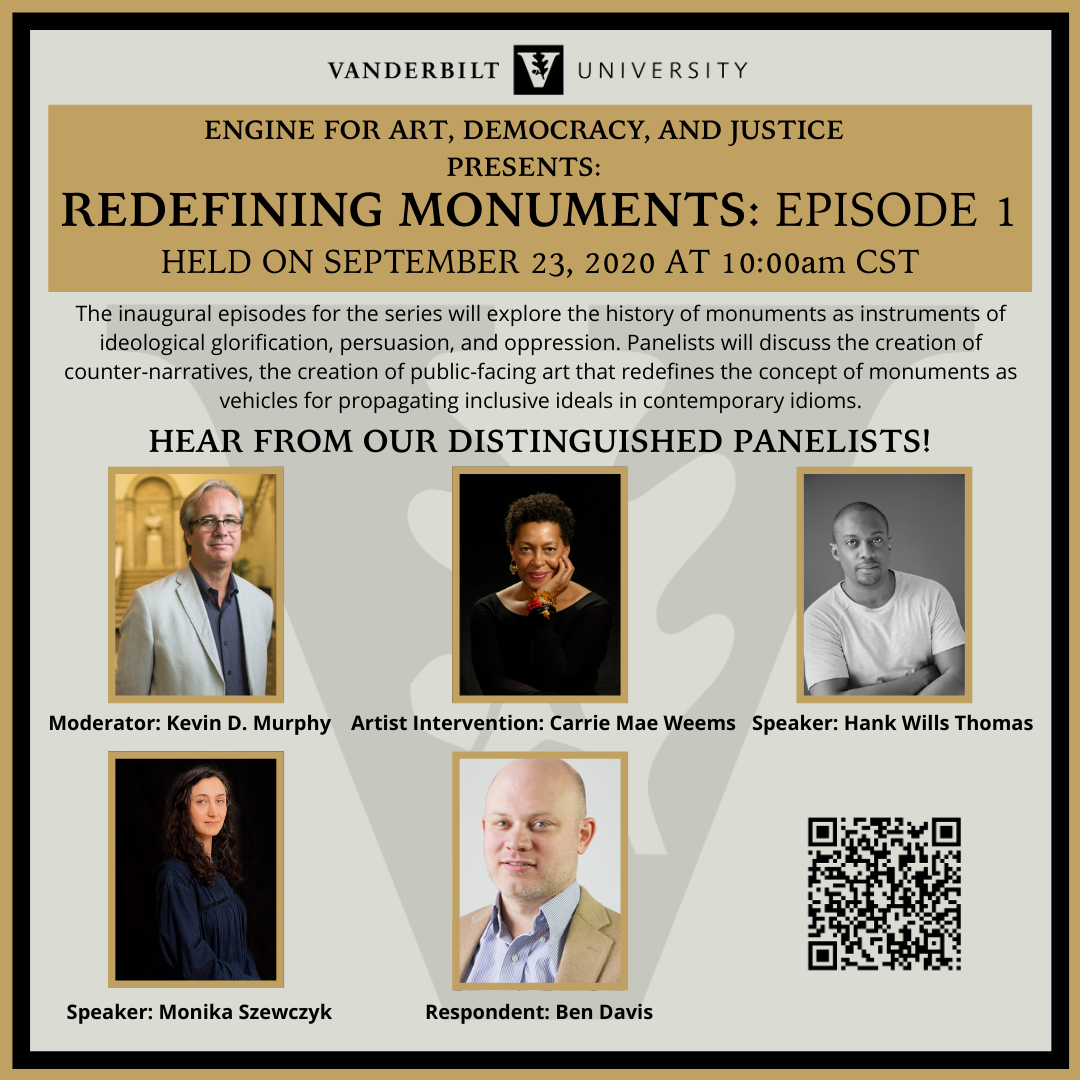 VANDERBILT V UNIVERSITY
ENGINE FOR ART, DEMOCRACY, AND JUSTICE
PRESENTS:
REDEFINING MONUMENTS: EPISODE 1
HELD ON SEPTEMBER 23, 2020 AT 10:00am CST
The inaugural episodes for the series will explore the history of monuments as instruments of
ideological glorification, persuasion, and oppression. Panelists will discuss the creation of
counter-narratives, the creation of public-facing art that redefines the concept of monuments as
vehicles for propagating inclusive ideals in contemporary idioms.
HEAR FROM OUR DISTINGUISHED PANELISTS!
Moderator: Kevin D. Murphy
Artist Intervention: Carrie Mae Weems
Speaker: Hank Wills Thomas
Speaker: Monika Szewczyk
Respondent: Ben Davis